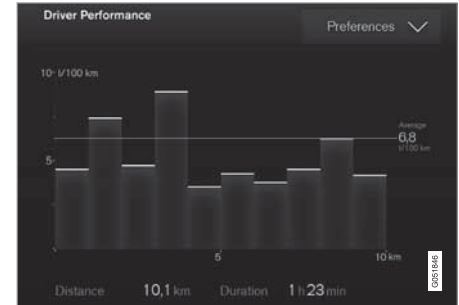 Driver Performance
Preferences
10 l/100 km
Average
6,8
l/100 km
5
5
10 km
Distance 10,1 km Duration 1 h 23 min
G051846